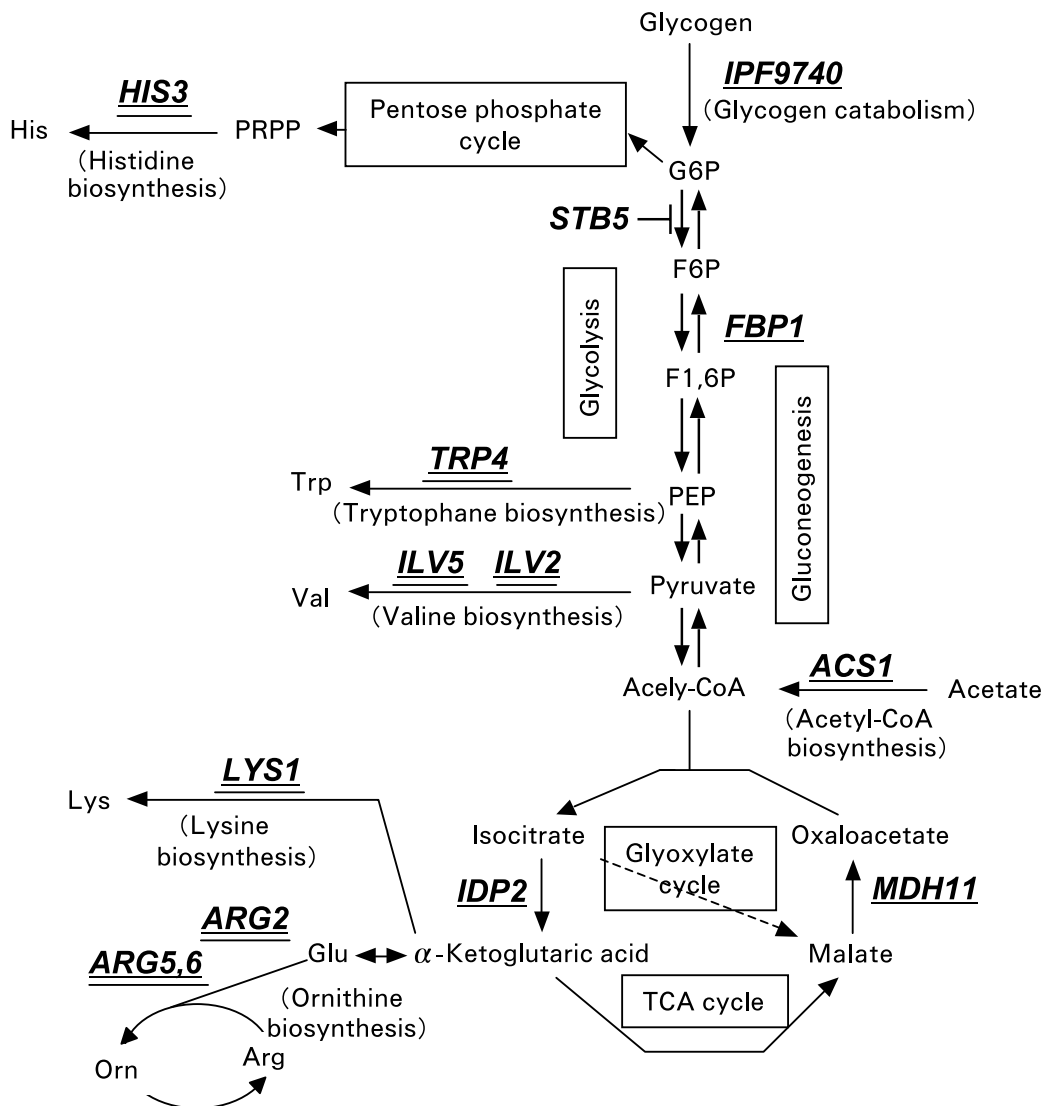 Glycogen
IPF9740
(Glycogen catabolism)
HIS3
His
PRPP
(Histidine
biosynthesis)
Pentose phosphate
cycle
G6P
STB5
F6P
Glycolysis
FBP1
F1,6P
Gluconeogenesis
TRP4
Trp
(Tryptophane biosynthesis)
PEP
ILV5 ILV2
Val
(Valine biosynthesis)
Pyruvate
Acely-CoA
ACS1
Acetate
(Acetyl-CoA
biosynthesis)
LYS1
Lys
(Lysine
biosynthesis)
Isocitrate
Glyoxylate
cycle
Oxaloacetate
IDP2
MDH11
ARG2
ARG5,6
Glu
α-Ketoglutaric acid
Malate
(Ornithine
biosynthesis)
TCA cycle
Orn
Arg